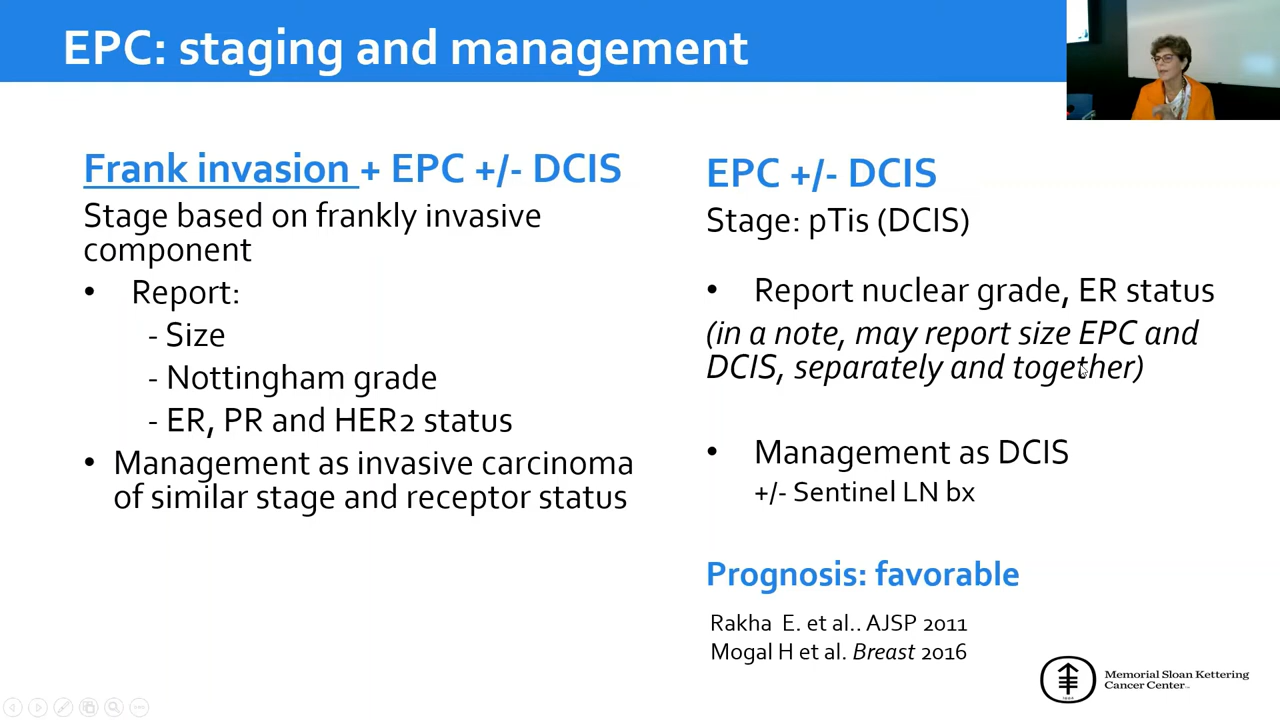 EPC: staging and management
Frank invasion + EPC +/- DCIS
Stage based on frankly invasive
component
• Report:
- Size
- Nottingham grade
- ER, PR and HER2 status
• Management as invasive carcinoma
of similar stage and receptor status
EPC +/- DCIS
Stage: pTis (DCIS)
• Report nuclear grade, ER status
(in a note, may report size EPC and
DCIS, separately and together)
• Management as DCIS
+/- Sentinel LN bx
Prognosis: favorable
Rakha E. et al.. AJSP 2011
Mogal H et al. Breast 2016
Memorial Sloan Kettering
Cancer Center